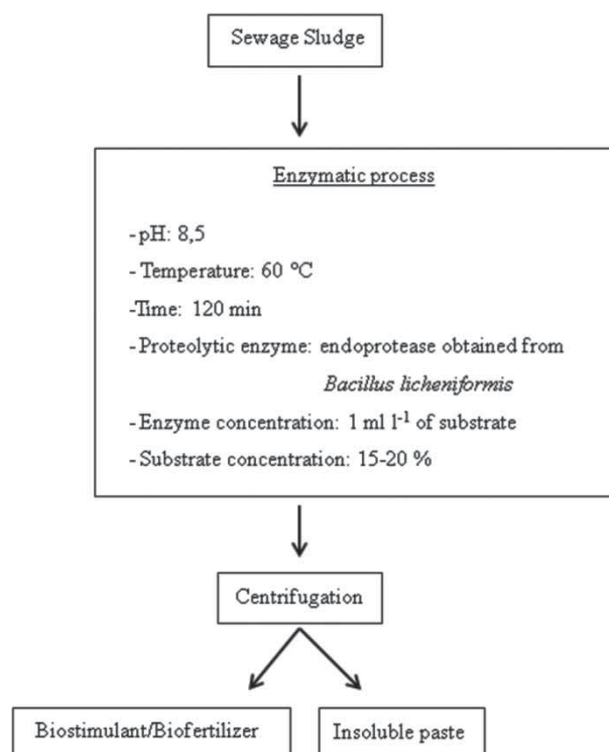 Sewage Sludge
Enzymatic process
- pH: 8,5
- Temperature: 60 °C
-Time: 120 min
- Proteolytic enzyme: endoprotease obtained from
Bacillus licheniformis
- Enzyme concentration: 1 ml l⁻¹ of substrate
- Substrate concentration: 15-20 %
Centrifugation
Biostimulant/Biofertilizer
Insoluble paste